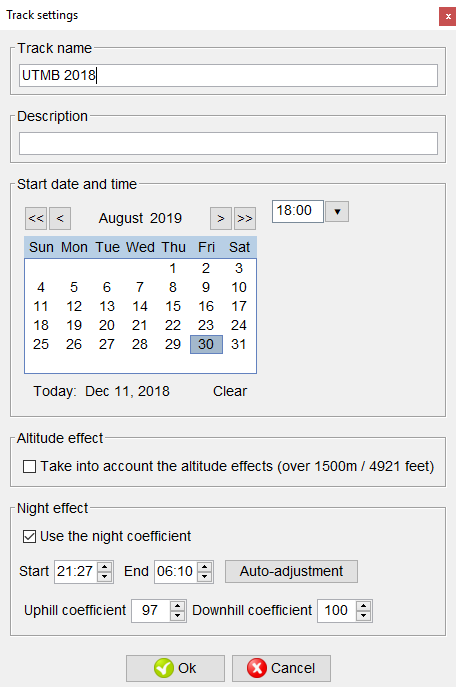 Track settings
Track name
UTMB 2018
Description
Start date and time
<< < August 2019 > >> 18:00
Sun Mon Tue Wed Thu Fri Sat
1 2 3
4 5 6 7 8 9 10
11 12 13 14 15 16 17
18 19 20 21 22 23 24
25 26 27 28 29 30 31
Today: Dec 11, 2018 Clear
Altitude effect
Take into account the altitude effects (over 1500m / 4921 feet)
Night effect
Use the night coefficient
Start 21:27 End 06:10 Auto-adjustment
Uphill coefficient 97 Downhill coefficient 100
Ok Cancel